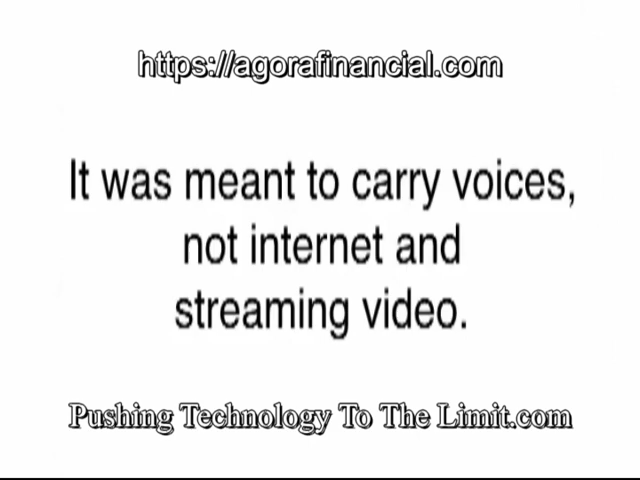 https://agorafinancial.com
It was meant to carry voices,
not internet and
streaming video.
Pushing Technology To The Limit.com